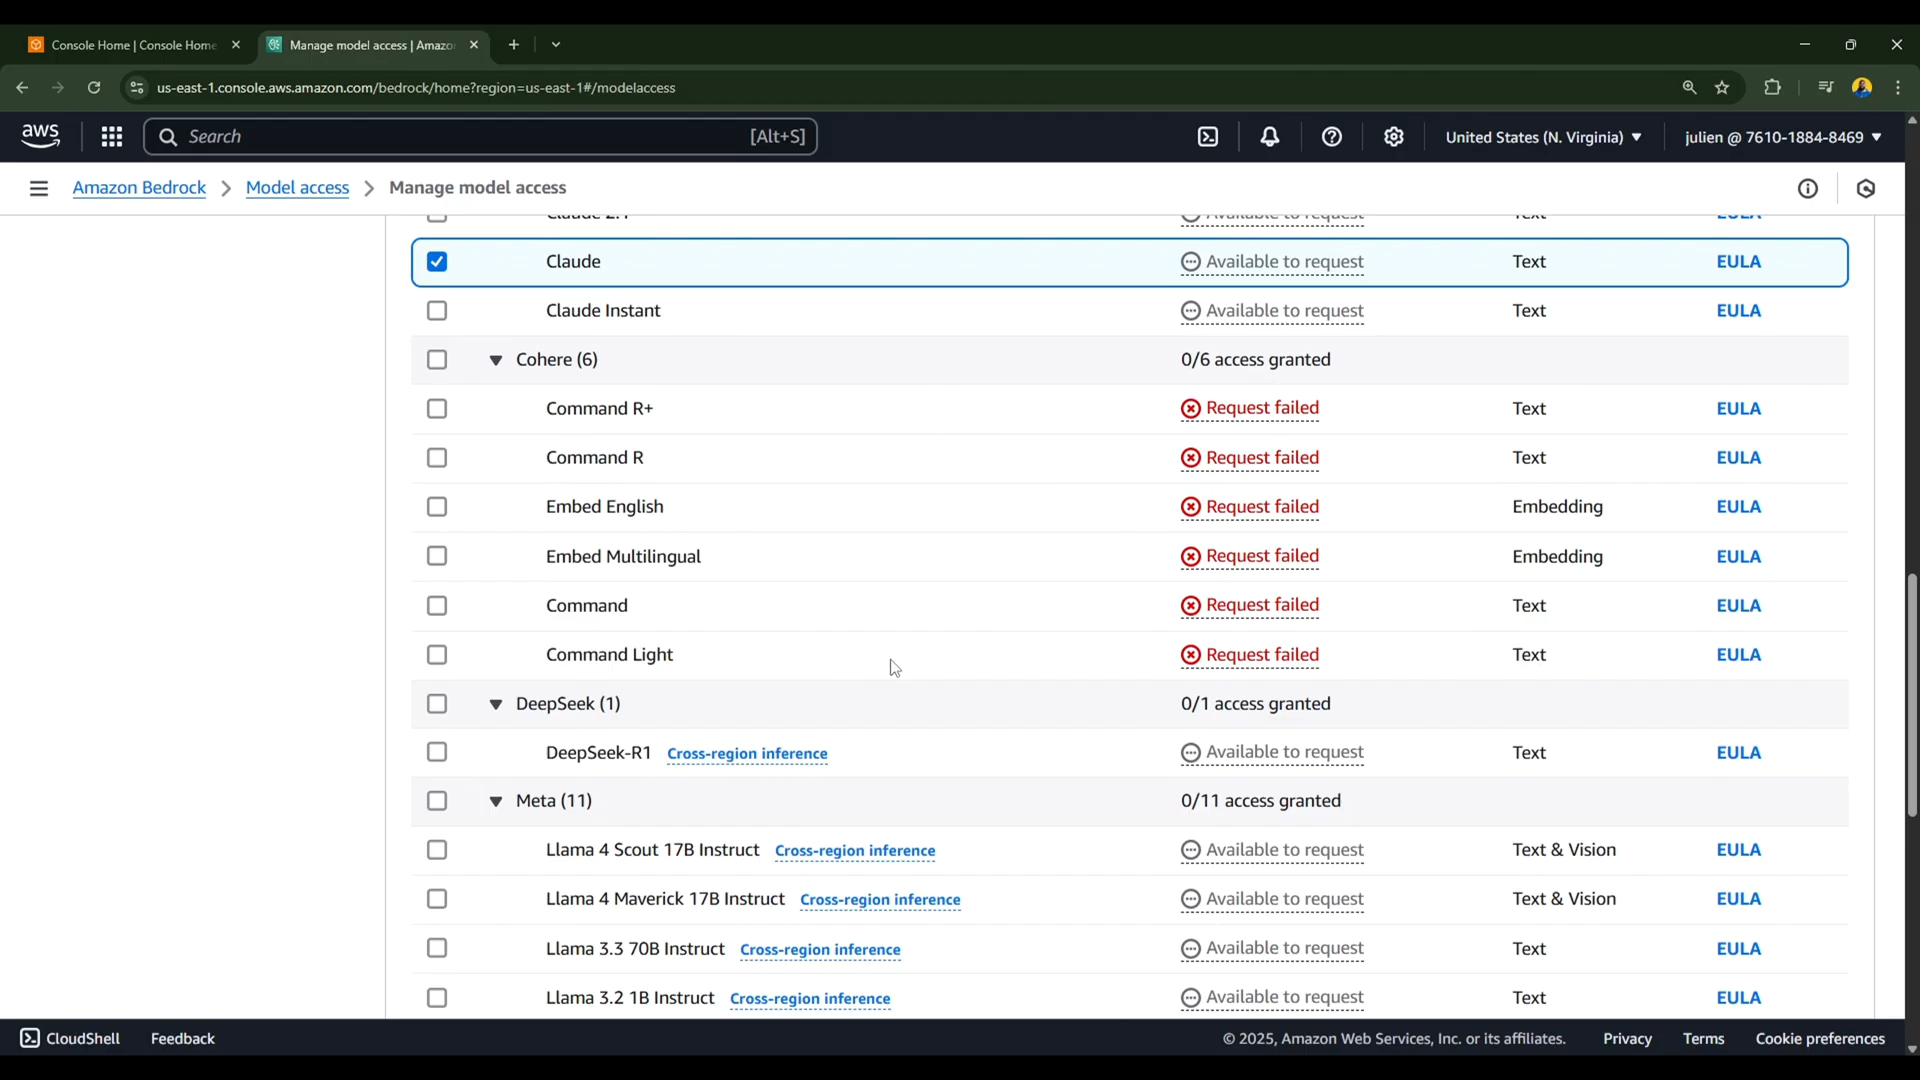 Console Home | Console Home
Manage model access | Amazo
us-east-1.console.aws.amazon.com/bedrock/home?region=us-east-1#/modelaccess
aws
Search
[Alt+S]
United States (N. Virginia)
julien @ 7610-1884-8469
Amazon Bedrock
Model access
Manage model access
Claude 2.1 Available to request Text EULA
Claude Available to request Text EULA
Claude Instant Available to request Text EULA
Cohere (6) 0/6 access granted
Command R+ Request failed Text EULA
Command R Request failed Text EULA
Embed English Request failed Embedding EULA
Embed Multilingual Request failed Embedding EULA
Command Request failed Text EULA
Command Light Request failed Text EULA
DeepSeek (1) 0/1 access granted
DeepSeek-R1 Cross-region inference Available to request Text EULA
Meta (11) 0/11 access granted
Llama 4 Scout 17B Instruct Cross-region inference Available to request Text & Vision EULA
Llama 4 Maverick 17B Instruct Cross-region inference Available to request Text & Vision EULA
Llama 3.3 70B Instruct Cross-region inference Available to request Text EULA
Llama 3.2 1B Instruct Cross-region inference Available to request Text EULA
CloudShell Feedback © 2025, Amazon Web Services, Inc. or its affiliates. Privacy Terms Cookie preferences